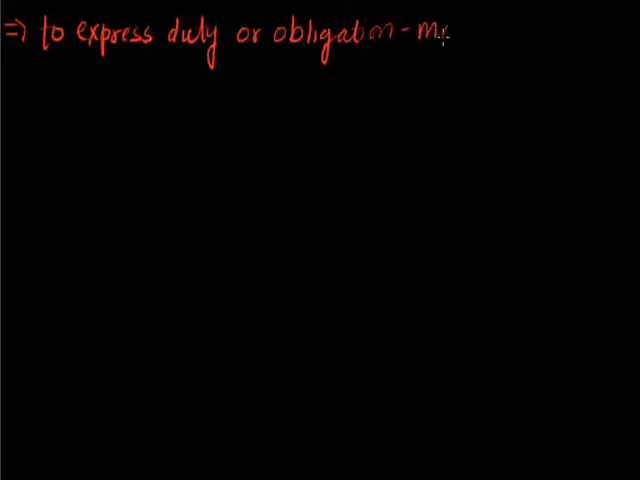 ⇒ to express duty or obligation -